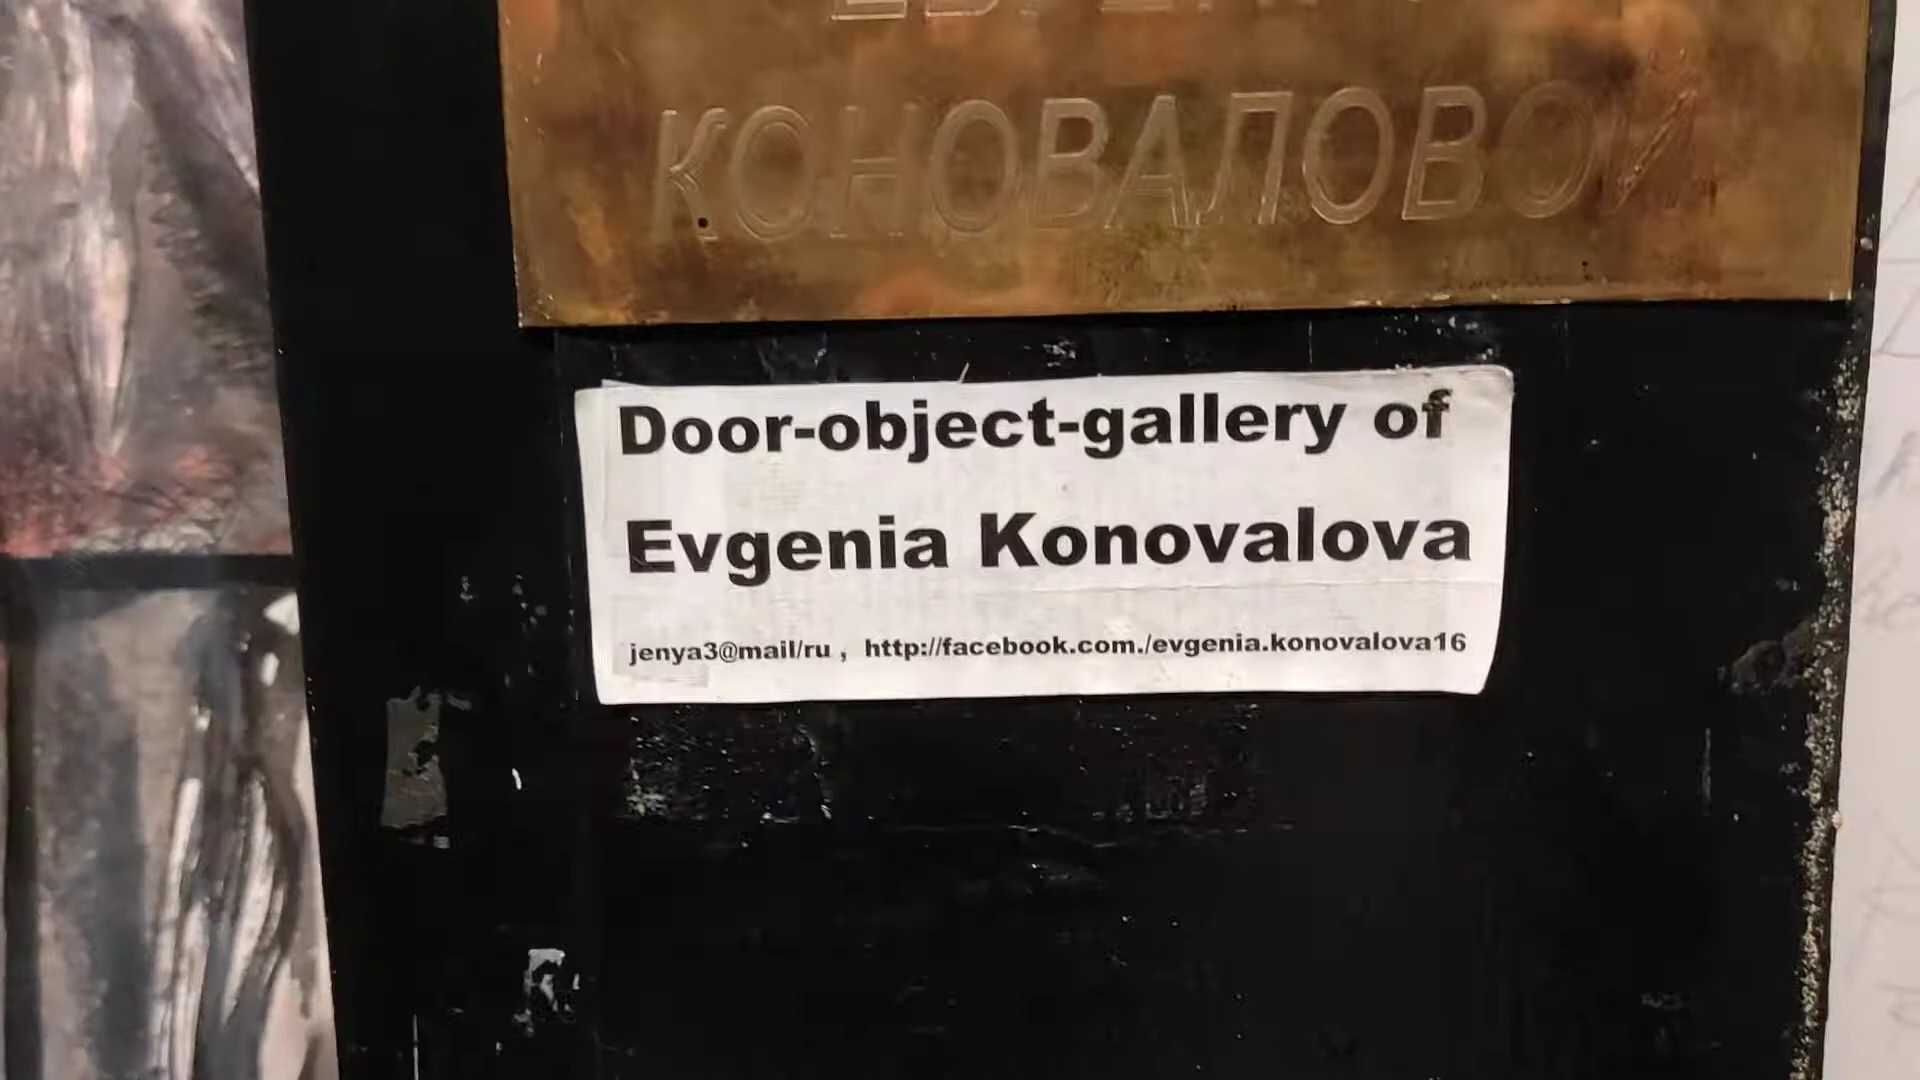 КОНОВАЛОВОЙ
Door-object-gallery of
Evgenia Konovalova
jenya3@mail/ru , http://facebook.com./evgenia.konovalova16